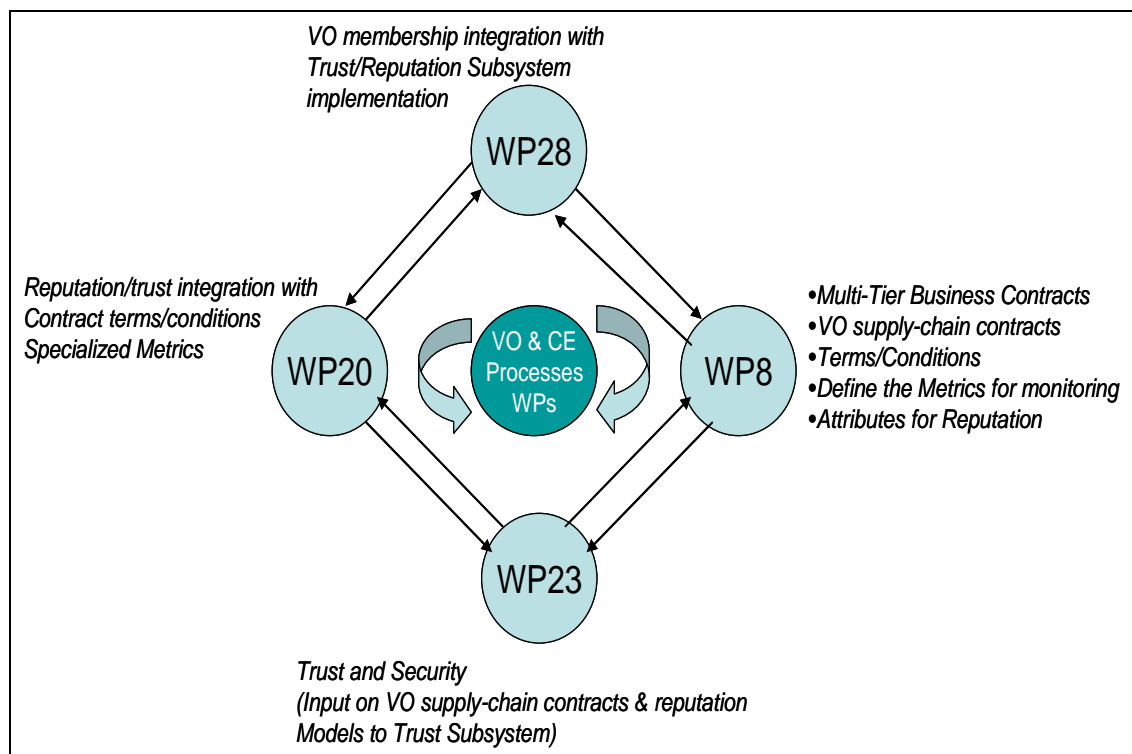 VO membership integration with
Trust/Reputation Subsystem
implementation
WP28
Reputation/trust integration with
Contract terms/conditions
Specialized Metrics
WP20
VO & CE
Processes
WPs
WP8
•Multi-Tier Business Contracts
•VO supply-chain contracts
•Terms/Conditions
•Define the Metrics for monitoring
•Attributes for Reputation
WP23
Trust and Security
(Input on VO supply-chain contracts & reputation
Models to Trust Subsystem)